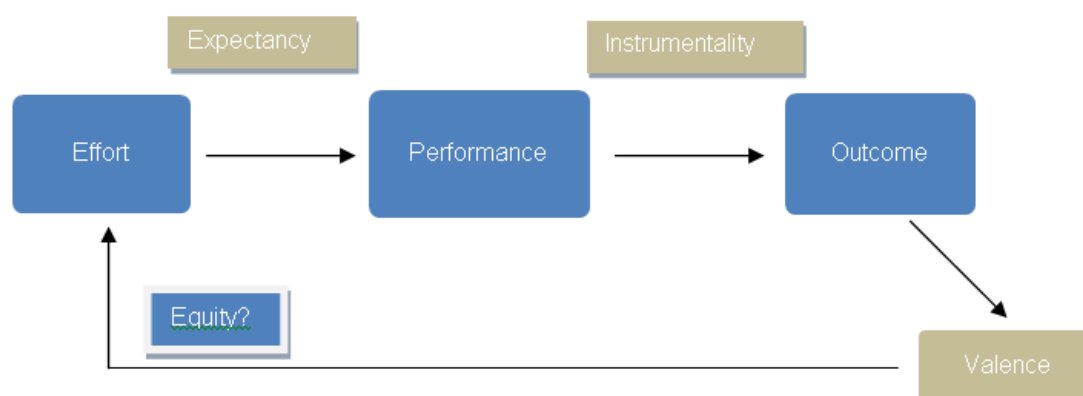 Expectancy
Instrumentality
Effort
Performance
Outcome
Equity?
Valence